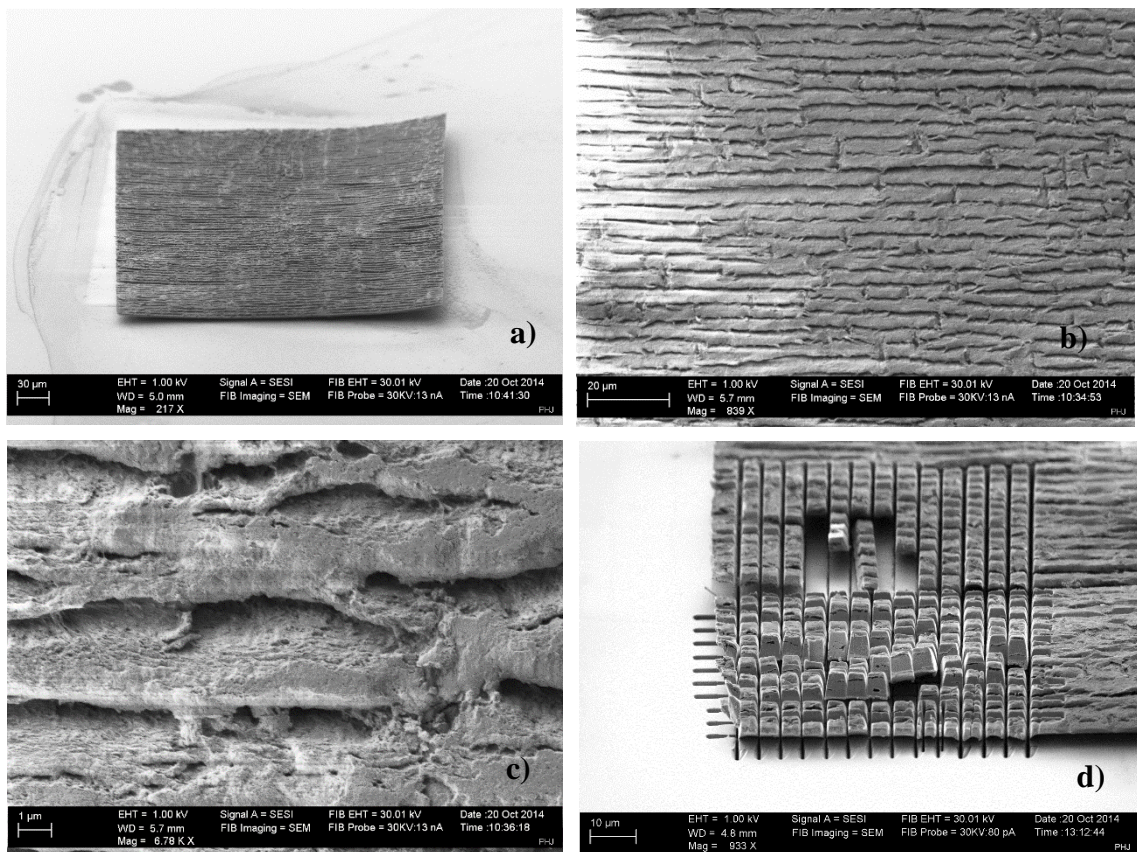 a)
30 µm
EHT = 1.00 kV
WD = 5.0 mm
Mag = 217 X
Signal A = SESI
FIB Imaging = SEM
FIB EHT = 30.01 kV
FIB Probe = 30KV:13 nA
Date :20 Oct 2014
Time :10:41:30
PHJ
b)
20 µm
EHT = 1.00 kV
WD = 5.7 mm
Mag = 839 X
Signal A = SESI
FIB Imaging = SEM
FIB EHT = 30.01 kV
FIB Probe = 30KV:13 nA
Date :20 Oct 2014
Time :10:34:53
PHJ
c)
1 µm
EHT = 1.00 kV
WD = 5.7 mm
Mag = 6.78 K X
Signal A = SESI
FIB Imaging = SEM
FIB EHT = 30.01 kV
FIB Probe = 30KV:13 nA
Date :20 Oct 2014
Time :10:36:18
PHJ
d)
10 µm
EHT = 1.00 kV
WD = 4.8 mm
Mag = 933 X
Signal A = SESI
FIB Imaging = SEM
FIB EHT = 30.01 kV
FIB Probe = 30KV:80 pA
Date :20 Oct 2014
Time :13:12:44
PHJ